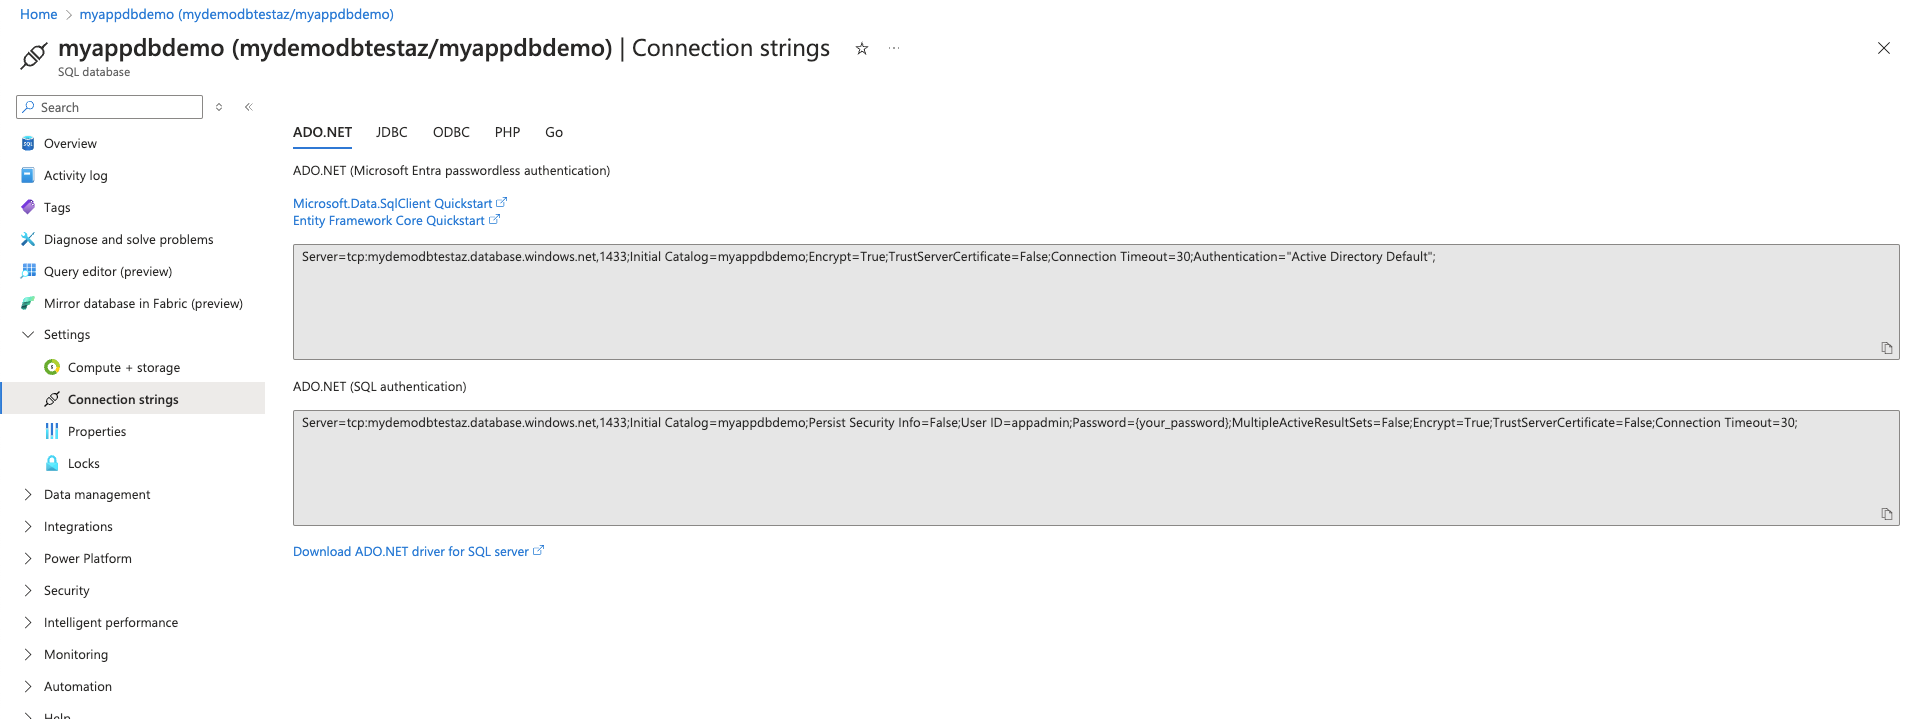 Home > myappdbdemo (mydemodbtestaz/myappdbdemo)
myappdbdemo (mydemodbtestaz/myappdbdemo) | Connection strings
SQL database
Search
Overview
Activity log
Tags
Diagnose and solve problems
Query editor (preview)
Mirror database in Fabric (preview)
Settings
Compute + storage
Connection strings
Properties
Locks
Data management
Integrations
Power Platform
Security
Intelligent performance
Monitoring
Automation
Help
ADO.NET JDBC ODBC PHP Go
ADO.NET (Microsoft Entra passwordless authentication)
Microsoft.Data.SqlClient Quickstart
Entity Framework Core Quickstart
Server=tcp:mydemodbtestaz.database.windows.net,1433;Initial Catalog=myappdbdemo;Encrypt=True;TrustServerCertificate=False;Connection Timeout=30;Authentication="Active Directory Default";
ADO.NET (SQL authentication)
Server=tcp:mydemodbtestaz.database.windows.net,1433;Initial Catalog=myappdbdemo;Persist Security Info=False;User ID=appadmin;Password={your_password};MultipleActiveResultSets=False;Encrypt=True;TrustServerCertificate=False;Connection Timeout=30;
Download ADO.NET driver for SQL server